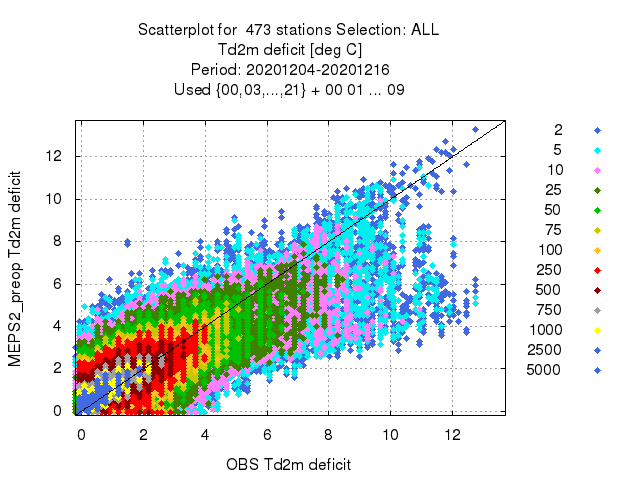 Scatterplot for  473 stations Selection: ALL
Td2m deficit [deg C]
Period: 20201204-20201216
Used {00,03,...,21} + 00 01 ... 09
MEPS2_preop Td2m deficit
12
10
8
6
4
2
0
0 2 4 6 8 10 12
OBS Td2m deficit
2
5
10
25
50
75
100
250
500
750
1000
2500
5000